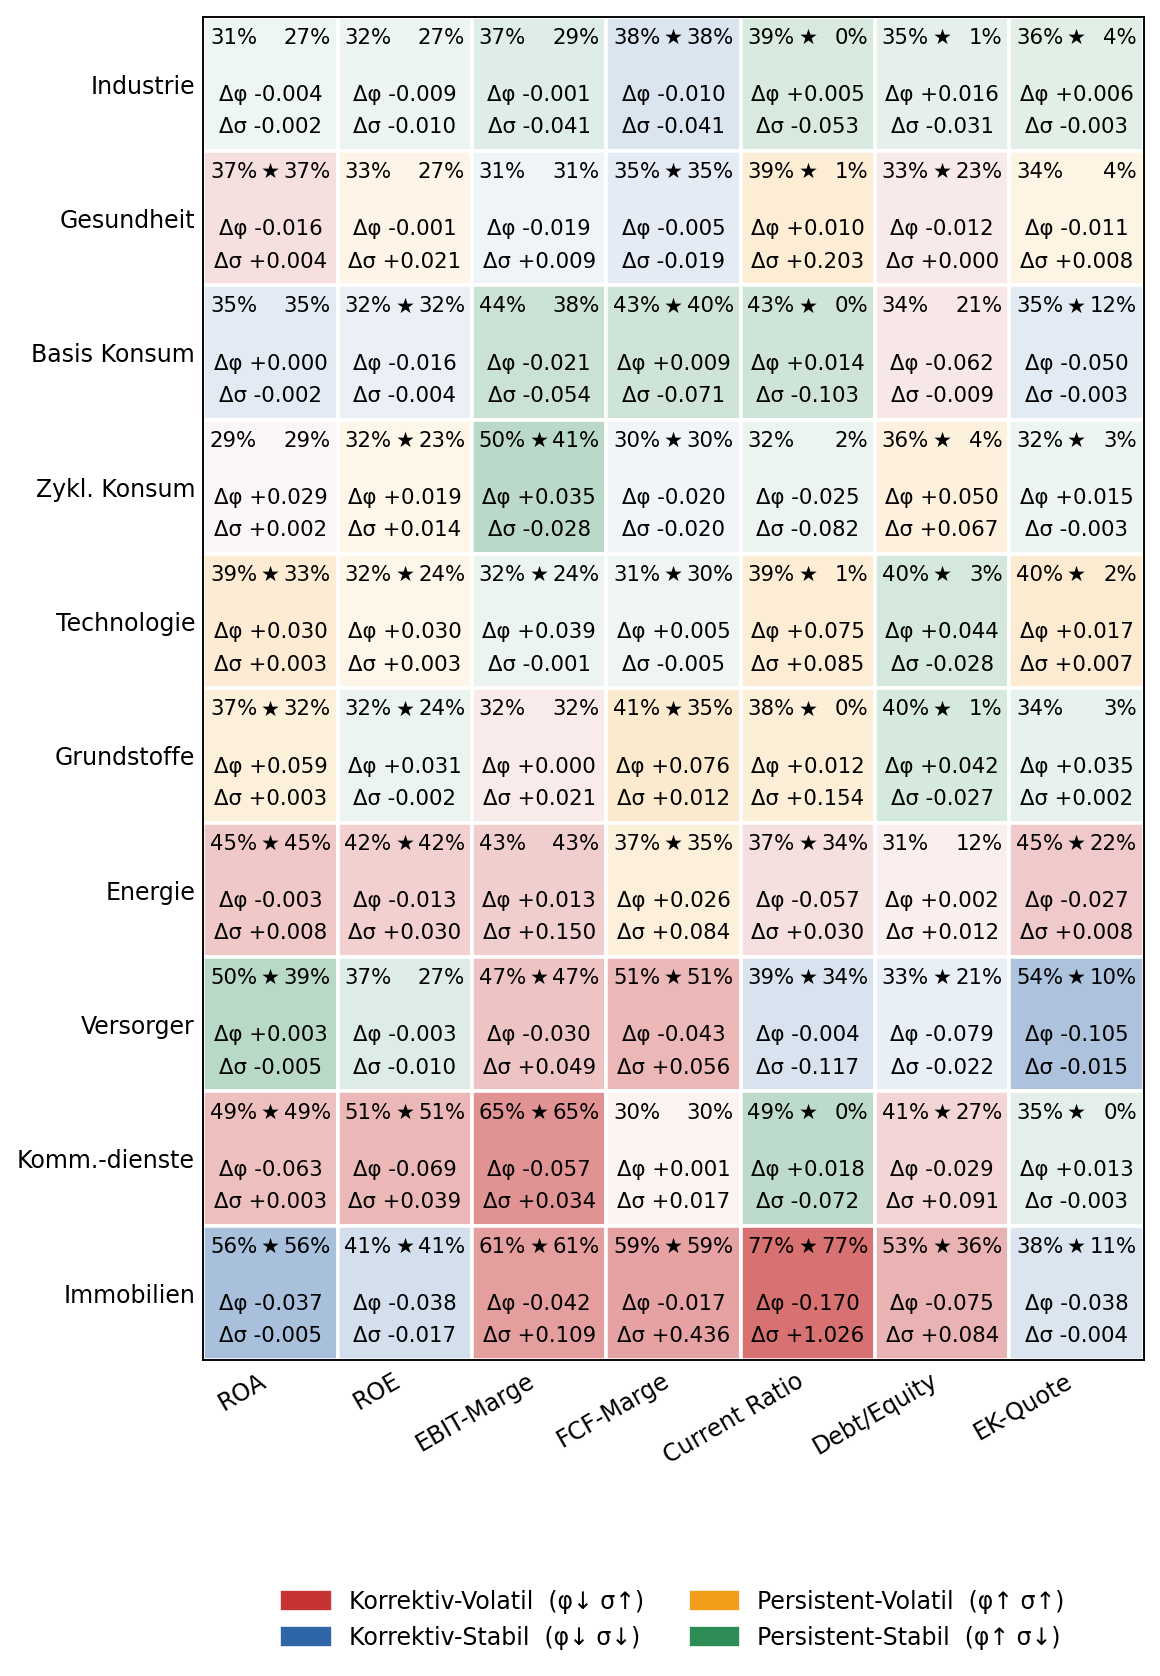 31% 27% 32% 27% 37% 29% 38% ★ 38% 39% ★ 0% 35% ★ 1% 36% ★ 4%
Industrie
Δφ -0.004 Δφ -0.009 Δφ -0.001 Δφ -0.010 Δφ +0.005 Δφ +0.016 Δφ +0.006
Δσ -0.002 Δσ -0.010 Δσ -0.041 Δσ -0.041 Δσ -0.053 Δσ -0.031 Δσ -0.003
37% ★ 37% 33% 27% 31% 31% 35% ★ 35% 39% ★ 1% 33% ★ 23% 34% 4%
Gesundheit
Δφ -0.016 Δφ -0.001 Δφ -0.019 Δφ -0.005 Δφ +0.010 Δφ -0.012 Δφ -0.011
Δσ +0.004 Δσ +0.021 Δσ +0.009 Δσ -0.019 Δσ +0.203 Δσ +0.000 Δσ +0.008
35% 35% 32% ★ 32% 44% 38% 43% ★ 40% 43% ★ 0% 34% 21% 35% ★ 12%
Basis Konsum
Δφ +0.000 Δφ -0.016 Δφ -0.021 Δφ +0.009 Δφ +0.014 Δφ -0.062 Δφ -0.050
Δσ -0.002 Δσ -0.004 Δσ -0.054 Δσ -0.071 Δσ -0.103 Δσ -0.009 Δσ -0.003
29% 29% 32% ★ 23% 50% ★ 41% 30% ★ 30% 32% 2% 36% ★ 4% 32% ★ 3%
Zykl. Konsum
Δφ +0.029 Δφ +0.019 Δφ +0.035 Δφ -0.020 Δφ -0.025 Δφ +0.050 Δφ +0.015
Δσ +0.002 Δσ +0.014 Δσ -0.028 Δσ -0.020 Δσ -0.082 Δσ +0.067 Δσ -0.003
39% ★ 33% 32% ★ 24% 32% ★ 24% 31% ★ 30% 39% ★ 1% 40% ★ 3% 40% ★ 2%
Technologie
Δφ +0.030 Δφ +0.030 Δφ +0.039 Δφ +0.005 Δφ +0.075 Δφ +0.044 Δφ +0.017
Δσ +0.003 Δσ +0.003 Δσ -0.001 Δσ -0.005 Δσ +0.085 Δσ -0.028 Δσ +0.007
37% ★ 32% 32% ★ 24% 32% 32% 41% ★ 35% 38% ★ 0% 40% ★ 1% 34% 3%
Grundstoffe
Δφ +0.059 Δφ +0.031 Δφ +0.000 Δφ +0.076 Δφ +0.012 Δφ +0.042 Δφ +0.035
Δσ +0.003 Δσ -0.002 Δσ +0.021 Δσ +0.012 Δσ +0.154 Δσ -0.027 Δσ +0.002
45% ★ 45% 42% ★ 42% 43% 43% 37% ★ 35% 37% ★ 34% 31% 12% 45% ★ 22%
Energie
Δφ -0.003 Δφ -0.013 Δφ +0.013 Δφ +0.026 Δφ -0.057 Δφ +0.002 Δφ -0.027
Δσ +0.008 Δσ +0.030 Δσ +0.150 Δσ +0.084 Δσ +0.030 Δσ +0.012 Δσ +0.008
50% ★ 39% 37% 27% 47% ★ 47% 51% ★ 51% 39% ★ 34% 33% ★ 21% 54% ★ 10%
Versorger
Δφ +0.003 Δφ -0.003 Δφ -0.030 Δφ -0.043 Δφ -0.004 Δφ -0.079 Δφ -0.105
Δσ -0.005 Δσ -0.010 Δσ +0.049 Δσ +0.056 Δσ -0.117 Δσ -0.022 Δσ -0.015
49% ★ 49% 51% ★ 51% 65% ★ 65% 30% 30% 49% ★ 0% 41% ★ 27% 35% ★ 0%
Komm.-dienste
Δφ -0.063 Δφ -0.069 Δφ -0.057 Δφ +0.001 Δφ +0.018 Δφ -0.029 Δφ +0.013
Δσ +0.003 Δσ +0.039 Δσ +0.034 Δσ +0.017 Δσ -0.072 Δσ +0.091 Δσ -0.003
56% ★ 56% 41% ★ 41% 61% ★ 61% 59% ★ 59% 77% ★ 77% 53% ★ 36% 38% ★ 11%
Immobilien
Δφ -0.037 Δφ -0.038 Δφ -0.042 Δφ -0.017 Δφ -0.170 Δφ -0.075 Δφ -0.038
Δσ -0.005 Δσ -0.017 Δσ +0.109 Δσ +0.436 Δσ +1.026 Δσ +0.084 Δσ -0.004
ROA ROE EBIT-Marge FCF-Marge Current Ratio Debt/Equity EK-Quote
Korrektiv-Volatil (φ↓ σ↑) Persistent-Volatil (φ↑ σ↑)
Korrektiv-Stabil (φ↓ σ↓) Persistent-Stabil (φ↑ σ↓)